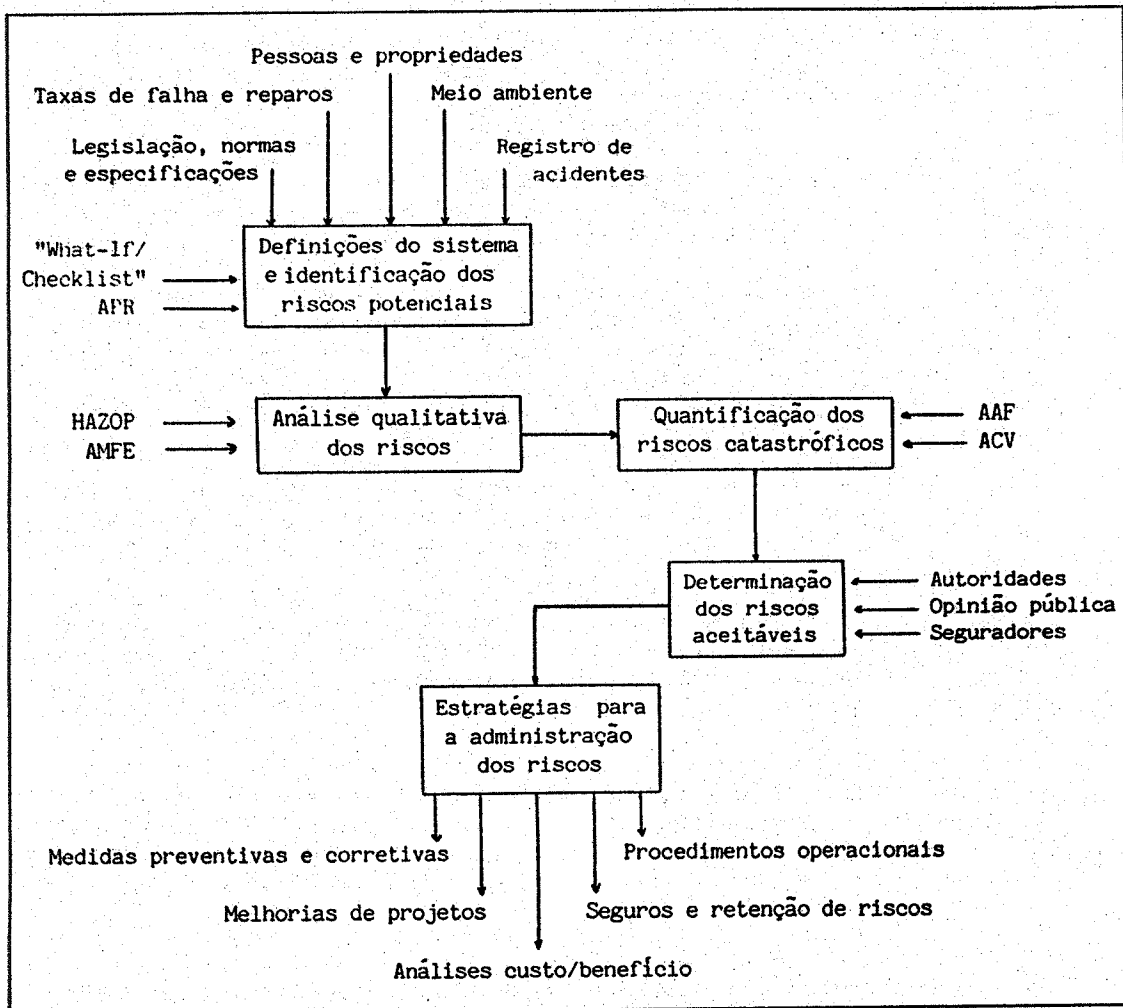 Pessoas e propriedades
Taxas de falha e reparos
Meio ambiente
Legislação, normas
e especificações
Registro de
acidentes
"What-If/
Checklist"
APR
Definições do sistema
e identificação dos
riscos potenciais
HAZOP
AMFE
Análise qualitativa
dos riscos
Quantificação dos
riscos catastróficos
AAF
ACV
Determinação
dos riscos
aceitáveis
Autoridades
Opinião pública
Seguradores
Estratégias para
a administração
dos riscos
Medidas preventivas e corretivas
Procedimentos operacionais
Melhorias de projetos
Seguros e retenção de riscos
Análises custo/benefício